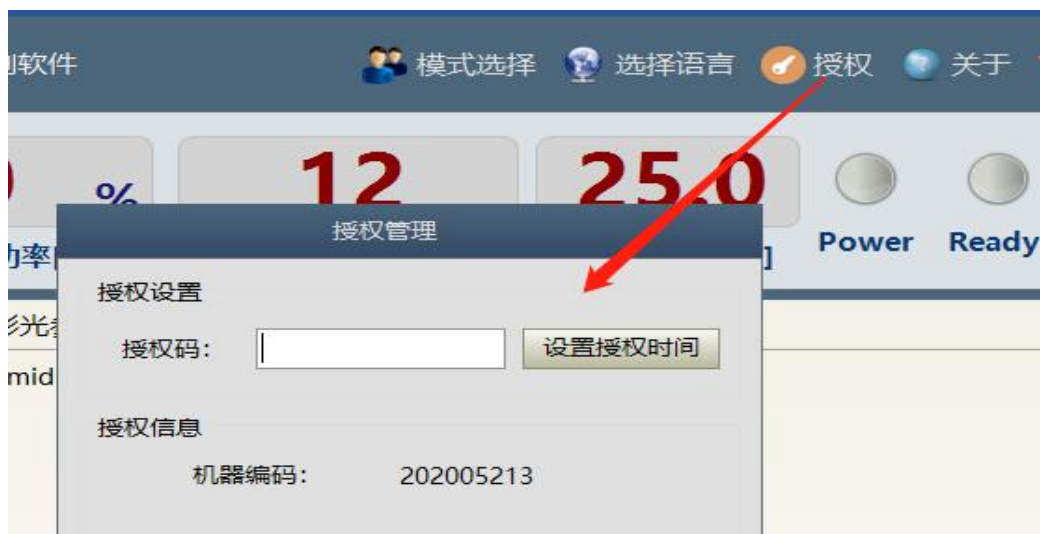 软件 模式选择 选择语言 授权 关于
% 12 25.0
授权管理
率 ] Power Ready
授权设置
光
授权码： 设置授权时间
mid
授权信息
机器编码： 202005213